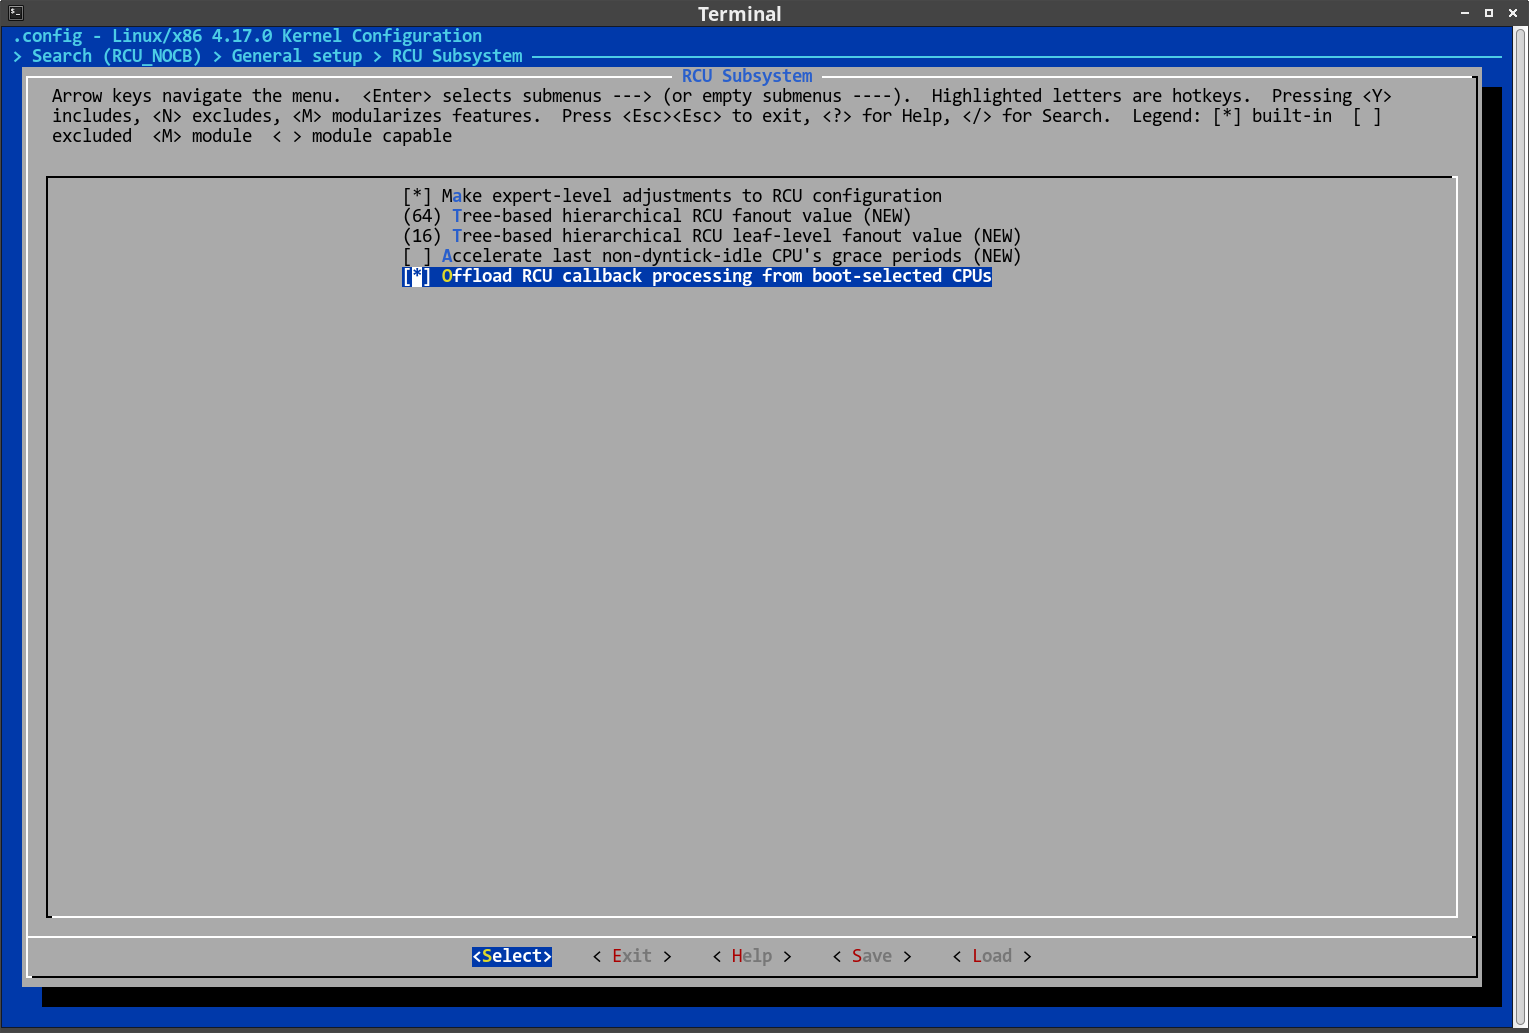 Terminal
.config - Linux/x86 4.17.0 Kernel Configuration
> Search (RCU_NOCB) > General setup > RCU Subsystem
RCU Subsystem
Arrow keys navigate the menu.  <Enter> selects submenus ---> (or empty submenus ----).  Highlighted letters are hotkeys.  Pressing <Y>
includes, <N> excludes, <M> modularizes features.  Press <Esc><Esc> to exit, <?> for Help, </> for Search.  Legend: [*] built-in  [ ]
excluded  <M> module  < > module capable
[*] Make expert-level adjustments to RCU configuration
(64) Tree-based hierarchical RCU fanout value (NEW)
(16) Tree-based hierarchical RCU leaf-level fanout value (NEW)
[ ] Accelerate last non-dyntick-idle CPU's grace periods (NEW)
[*] Offload RCU callback processing from boot-selected CPUs
<Select>    < Exit >    < Help >    < Save >    < Load >